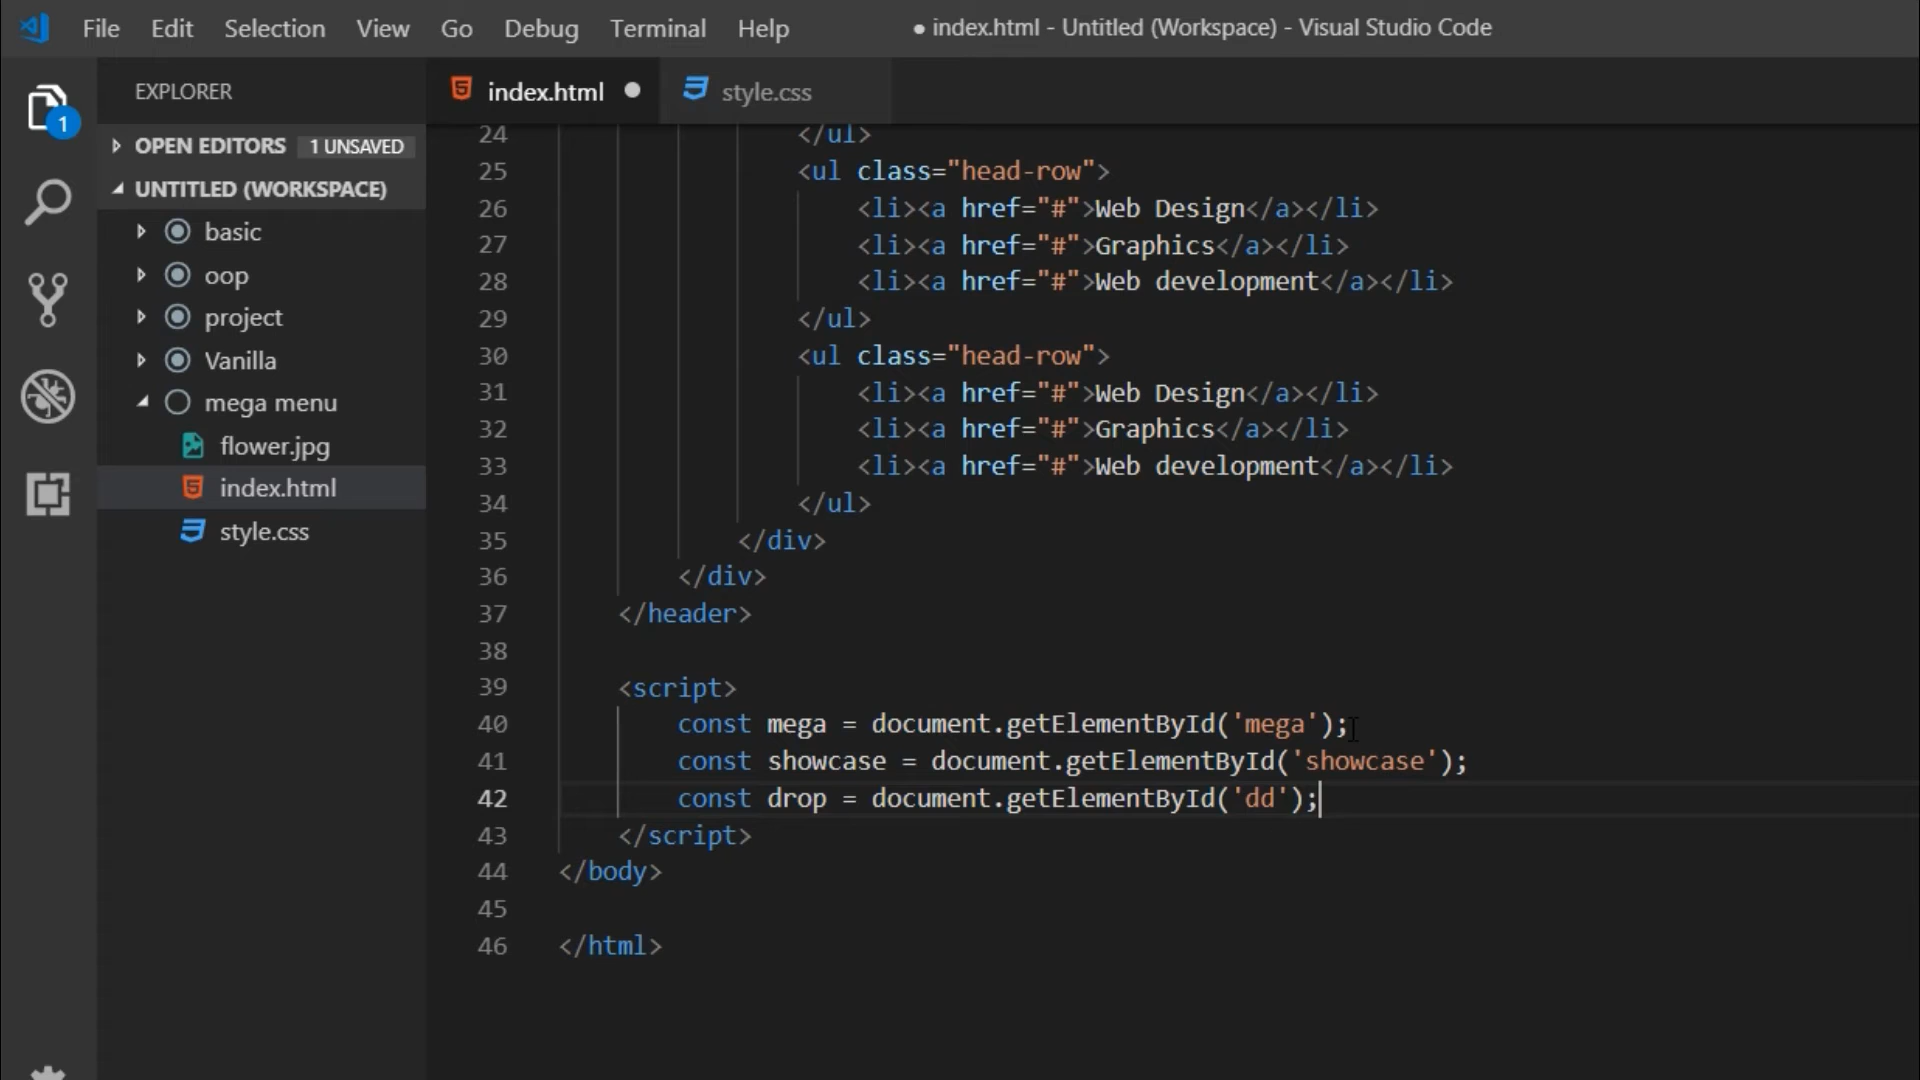 File Edit Selection View Go Debug Terminal Help
● index.html - Untitled (Workspace) - Visual Studio Code
EXPLORER
1
OPEN EDITORS 1 UNSAVED
UNTITLED (WORKSPACE)
basic
oop
project
Vanilla
mega menu
flower.jpg
index.html
style.css
index.html ●
style.css
24 </ul>
25 <ul class="head-row">
26 <li><a href="#">Web Design</a></li>
27 <li><a href="#">Graphics</a></li>
28 <li><a href="#">Web development</a></li>
29 </ul>
30 <ul class="head-row">
31 <li><a href="#">Web Design</a></li>
32 <li><a href="#">Graphics</a></li>
33 <li><a href="#">Web development</a></li>
34 </ul>
35 </div>
36 </div>
37 </header>
38
39 <script>
40 const mega = document.getElementById('mega');
41 const showcase = document.getElementById('showcase');
42 const drop = document.getElementById('dd');
43 </script>
44 </body>
45
46 </html>